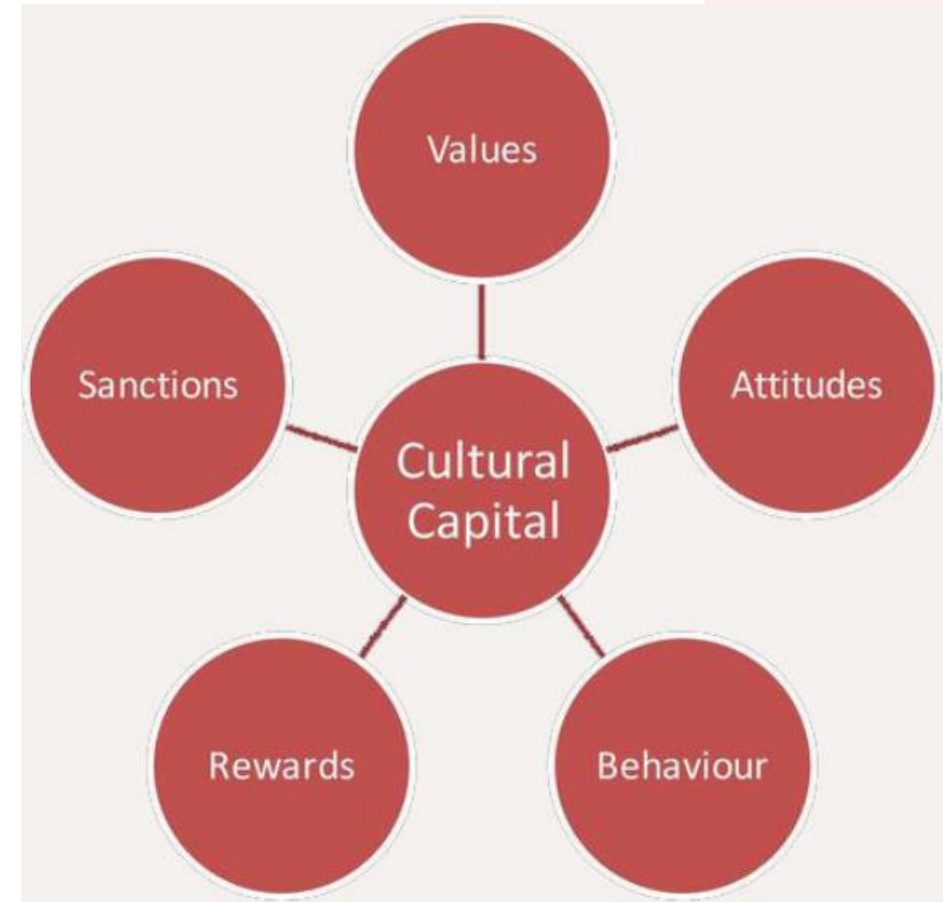 Values
Sanctions
Attitudes
Cultural
Capital
Rewards
Behaviour